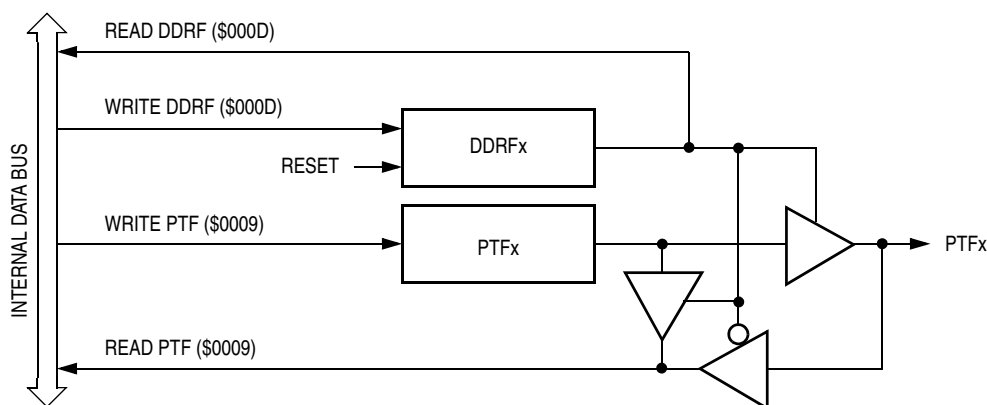 READ DDRF ($000D)
WRITE DDRF ($000D)
DDRFx
RESET
WRITE PTF ($0009)
PTFx
PTFx
READ PTF ($0009)
INTERNAL DATA BUS